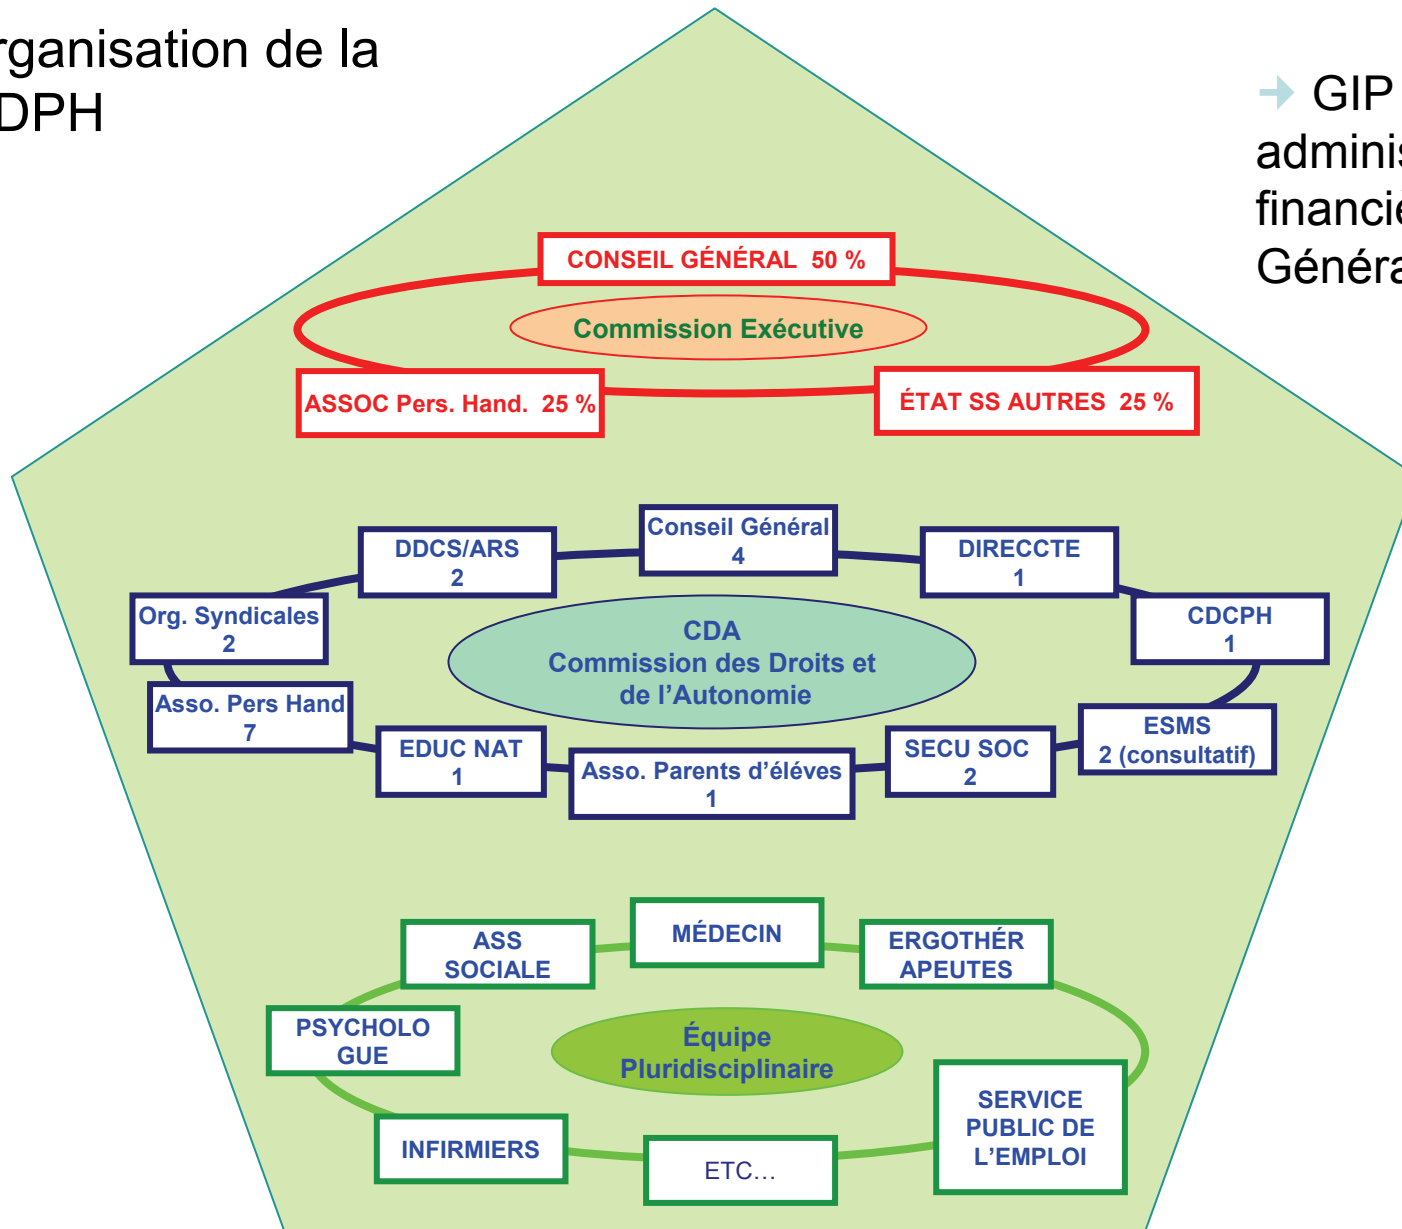 rganisation de la
DPH
GIP
adminis
financié
Généra
CONSEIL GÉNÉRAL 50 %
Commission Exécutive
ASSOC Pers. Hand. 25 %
ÉTAT SS AUTRES 25 %
Conseil Général
4
DDCS/ARS
2
DIRECCTE
1
Org. Syndicales
2
CDCPH
1
CDA
Commission des Droits et
de l’Autonomie
Asso. Pers Hand
7
ESMS
2 (consultatif)
EDUC NAT
1
SECU SOC
2
Asso. Parents d’éléves
1
MÉDECIN
ASS
SOCIALE
ERGOTHÉR
APEUTES
PSYCHOLO
GUE
Équipe
Pluridisciplinaire
SERVICE
PUBLIC DE
L’EMPLOI
INFIRMIERS
ETC…